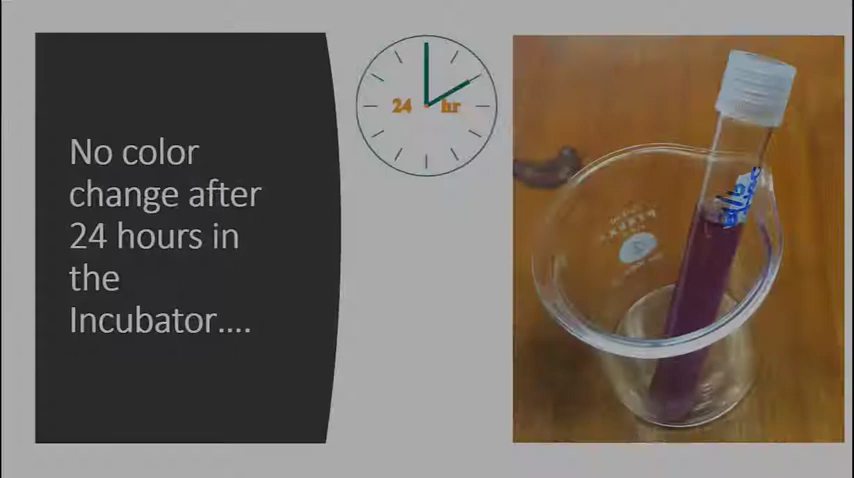 No color
change after
24 hours in
the
Incubator....
24 hr